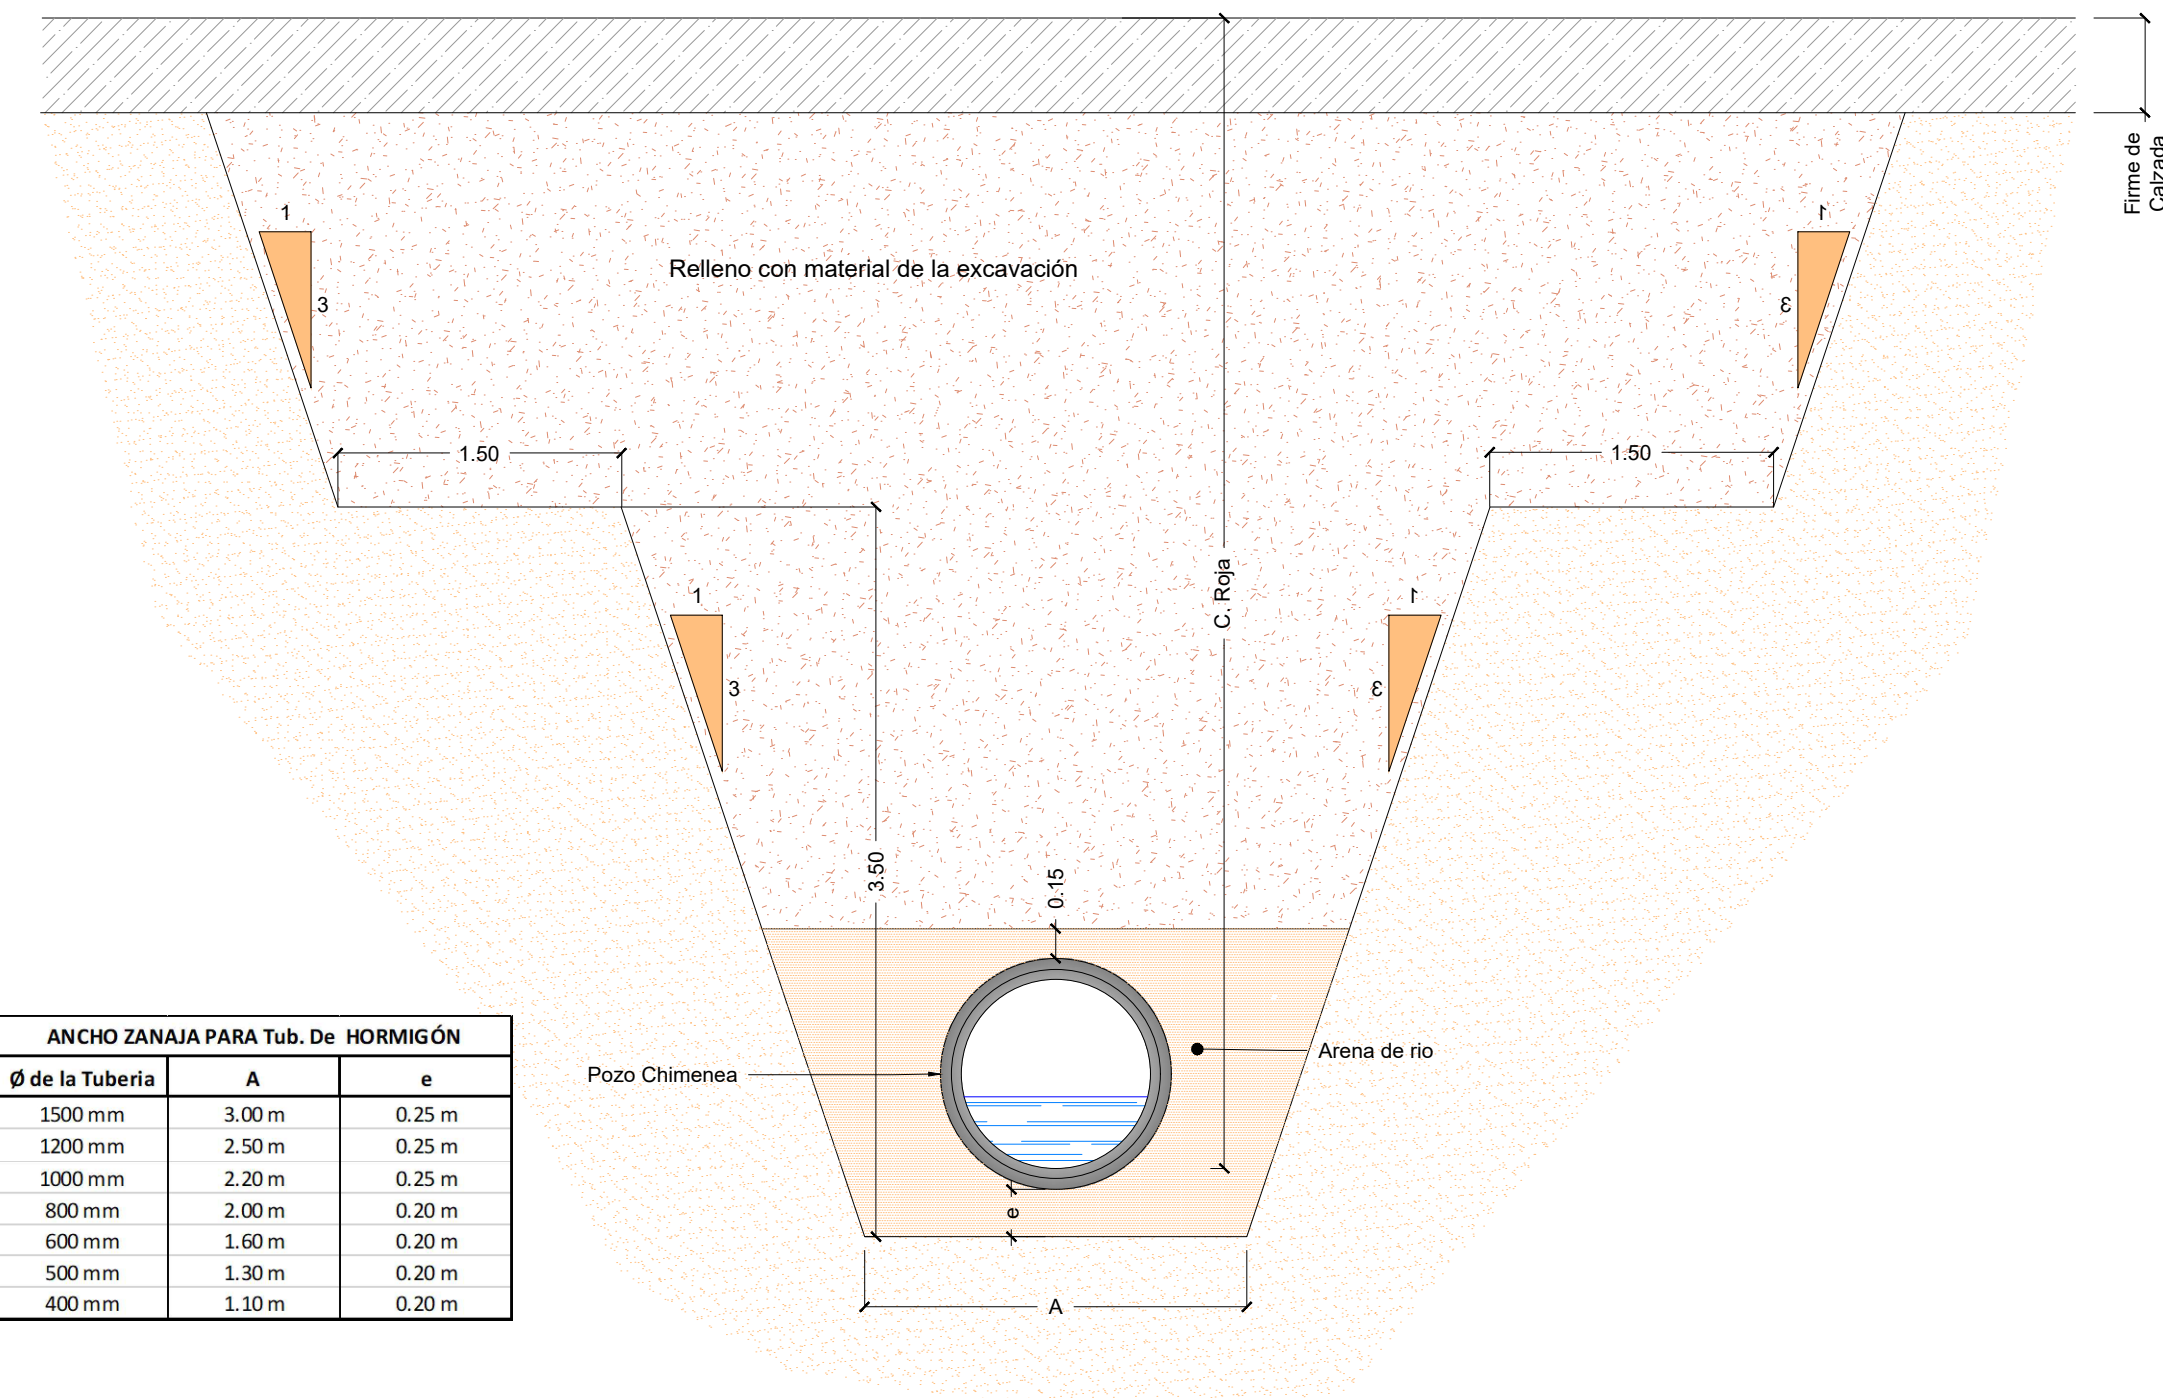 Firme de
Calzada
1
1
3
3
Relleno con material de la excavación
1.50
1.50
C. Roja
1
1
3
3
3.50
0.15
Arena de rio
Pozo Chimenea
e
A
ANCHO ZANAJA PARA Tub. De HORMIGÓN
Ø de la Tuberia A e
1500 mm 3.00 m 0.25 m
1200 mm 2.50 m 0.25 m
1000 mm 2.20 m 0.25 m
800 mm 2.00 m 0.20 m
600 mm 1.60 m 0.20 m
500 mm 1.30 m 0.20 m
400 mm 1.10 m 0.20 m